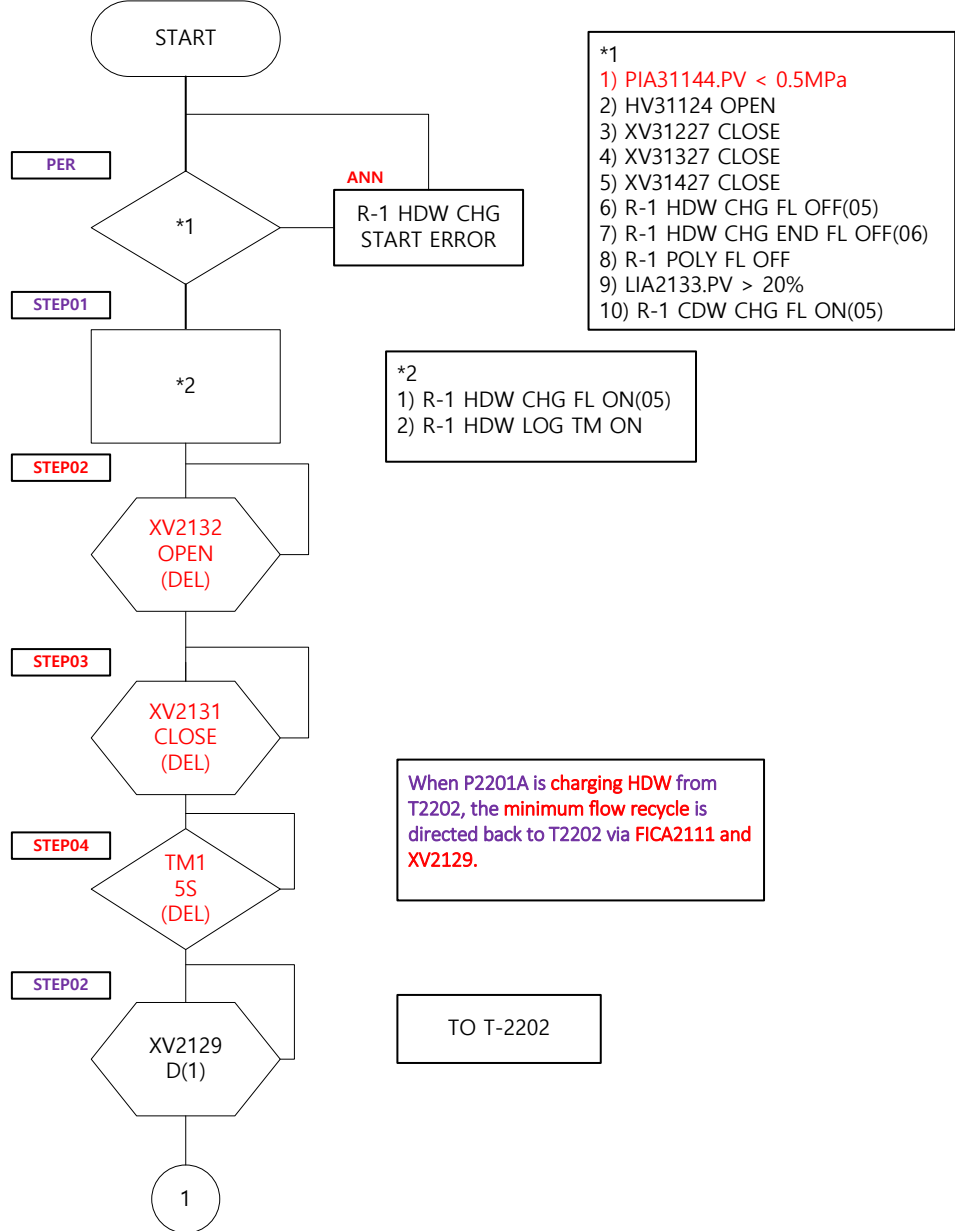 START
*1
1) PIA31144.PV < 0.5MPa
2) HV31124 OPEN
3) XV31227 CLOSE
4) XV31327 CLOSE
5) XV31427 CLOSE
6) R-1 HDW CHG FL OFF(05)
7) R-1 HDW CHG END FL OFF(06)
8) R-1 POLY FL OFF
9) LIA2133.PV > 20%
10) R-1 CDW CHG FL ON(05)
PER
ANN
*1
R-1 HDW CHG
START ERROR
STEP01
*2
*2
1) R-1 HDW CHG FL ON(05)
2) R-1 HDW LOG TM ON
STEP02
XV2132
OPEN
(DEL)
STEP03
XV2131
CLOSE
(DEL)
When P2201A is charging HDW from
T2202, the minimum flow recycle is
directed back to T2202 via FICA2111 and
XV2129.
STEP04
TM1
5S
(DEL)
STEP02
XV2129
D(1)
TO T-2202
1